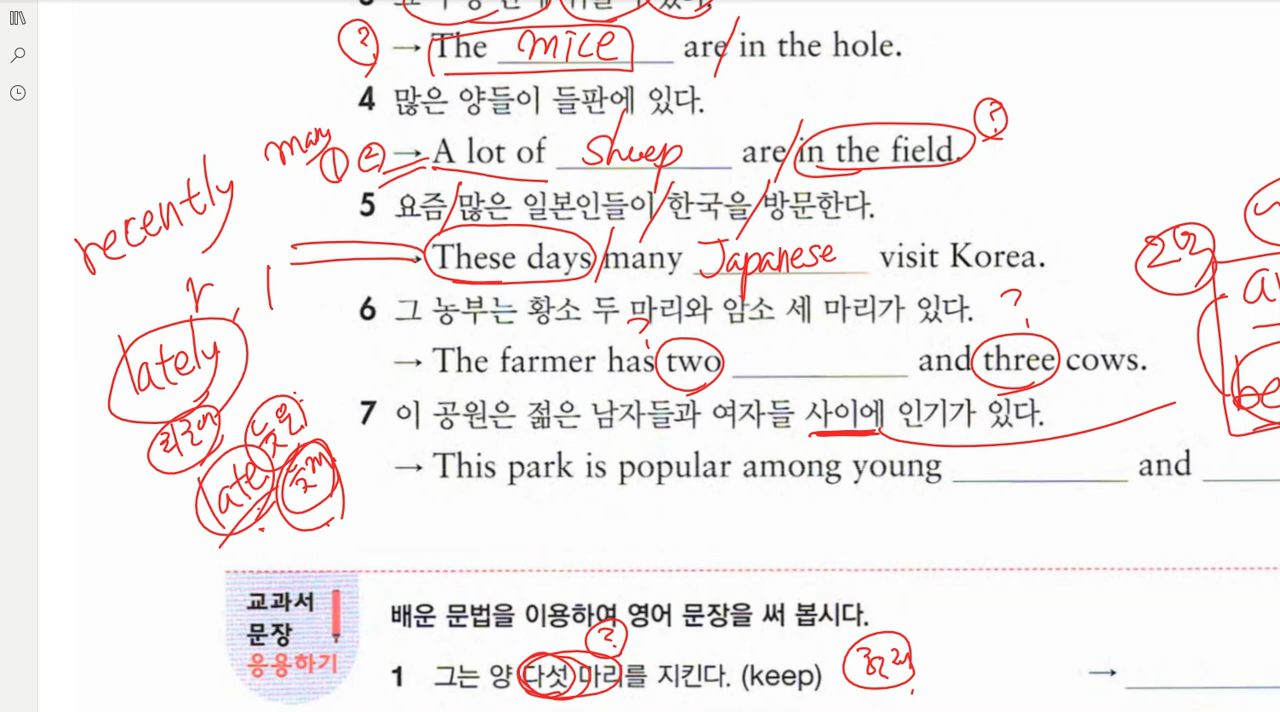 → The mice are in the hole.
4 많은 양들이 들판에 있다.
many ① ② → A lot of sheep are in the field. ?
recently
5 요즘 많은 일본인들이 한국을 방문한다.
→ These days many Japanese visit Korea.
6 그 농부는 황소 두 마리와 암소 세 마리가 있다.
→ The farmer has two ________ and three cows.
r, l
lately
late
7 이 공원은 젊은 남자들과 여자들 사이에 인기가 있다.
→ This park is popular among young ________ and ________
교과서
문장
응용하기
배운 문법을 이용하여 영어 문장을 써 봅시다.
1 그는 양 다섯 마리를 지킨다. (keep) →